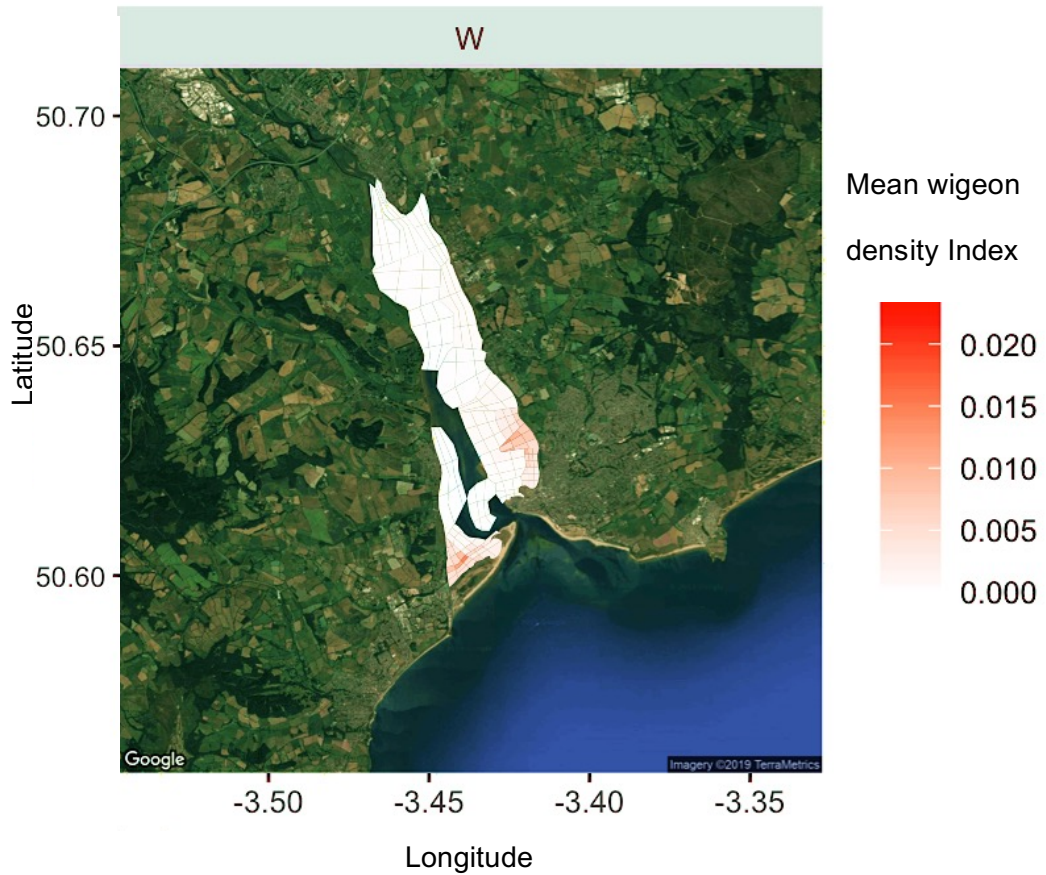 W
50.70
50.65
50.60
Latitude
-3.50
-3.45
-3.40
-3.35
Longitude
Google
Imagery ©2019 TerraMetrics
Mean wigeon
density Index
0.020
0.015
0.010
0.005
0.000